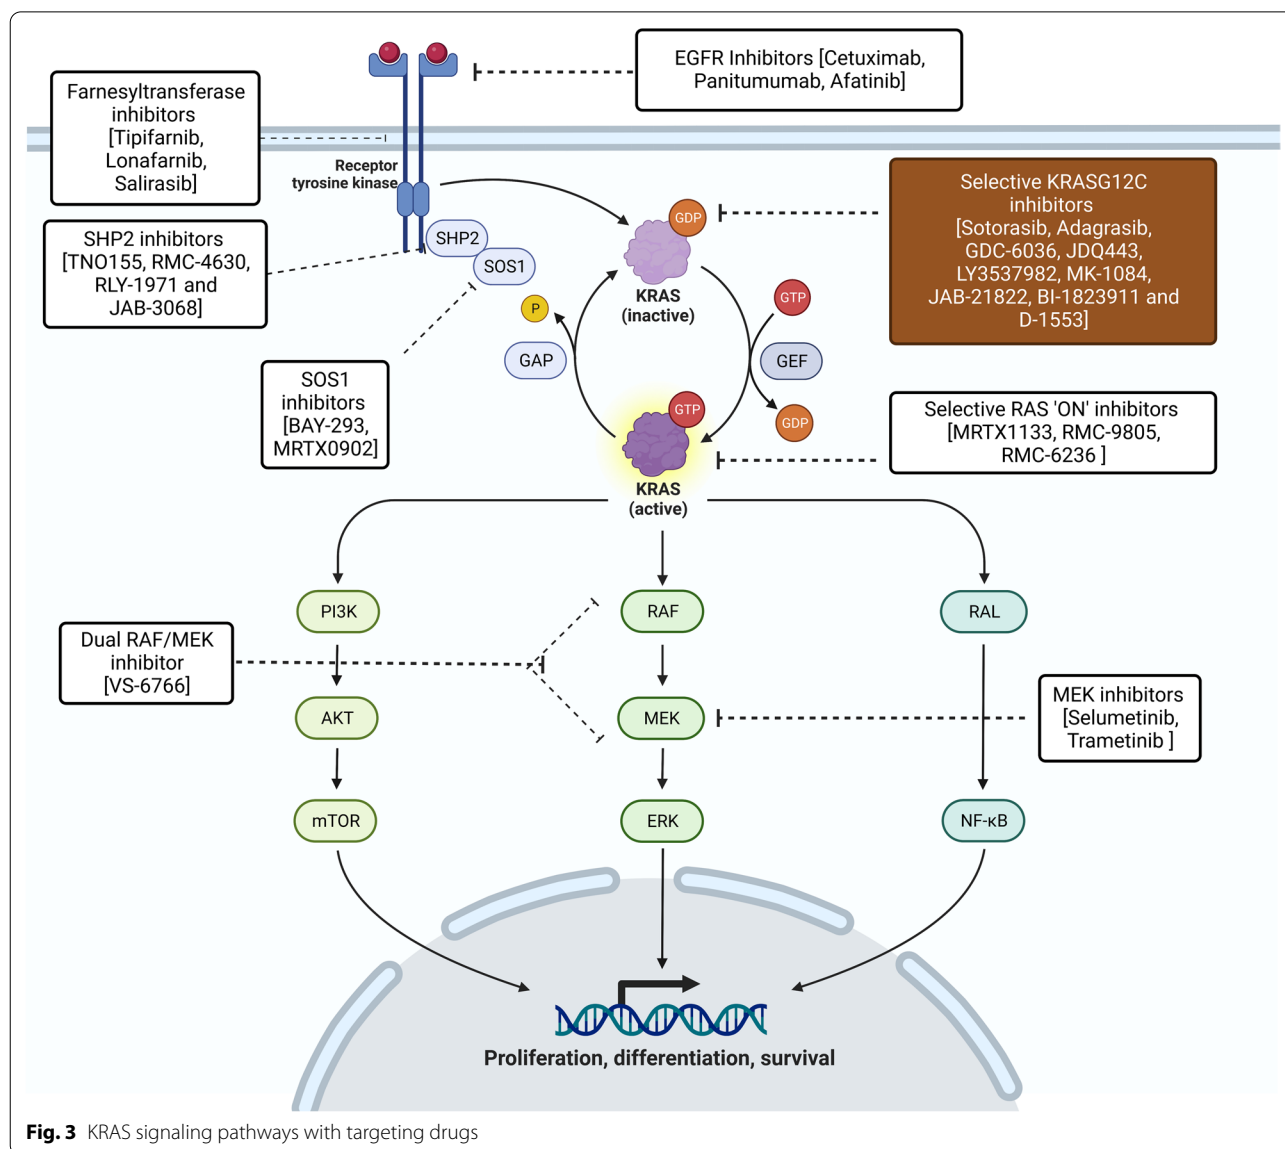 EGFR Inhibitors [Cetuximab,
Panitumumab, Afatinib]
Farnesyltransferase
inhibitors
[Tipifarnib,
Lonafarnib,
Salirasib]
Receptor
tyrosine kinase
Selective KRASG12C
inhibitors
[Sotorasib, Adagrasib,
GDC-6036, JDQ443,
LY3537982, MK-1084,
JAB-21822, BI-1823911 and
D-1553]
SHP2 inhibitors
[TNO155, RMC-4630,
RLY-1971 and
JAB-3068]
SHP2
SOS1
GDP
KRAS
(inactive)
P
GTP
GAP
GEF
SOS1
inhibitors
[BAY-293,
MRTX0902]
GTP
GDP
KRAS
(active)
Selective RAS 'ON' inhibitors
[MRTX1133, RMC-9805,
RMC-6236 ]
PI3K
RAF
RAL
Dual RAF/MEK
inhibitor
[VS-6766]
AKT
MEK
MEK inhibitors
[Selumetinib,
Trametinib ]
mTOR
ERK
NF-κB
Proliferation, differentiation, survival
Fig. 3 KRAS signaling pathways with targeting drugs